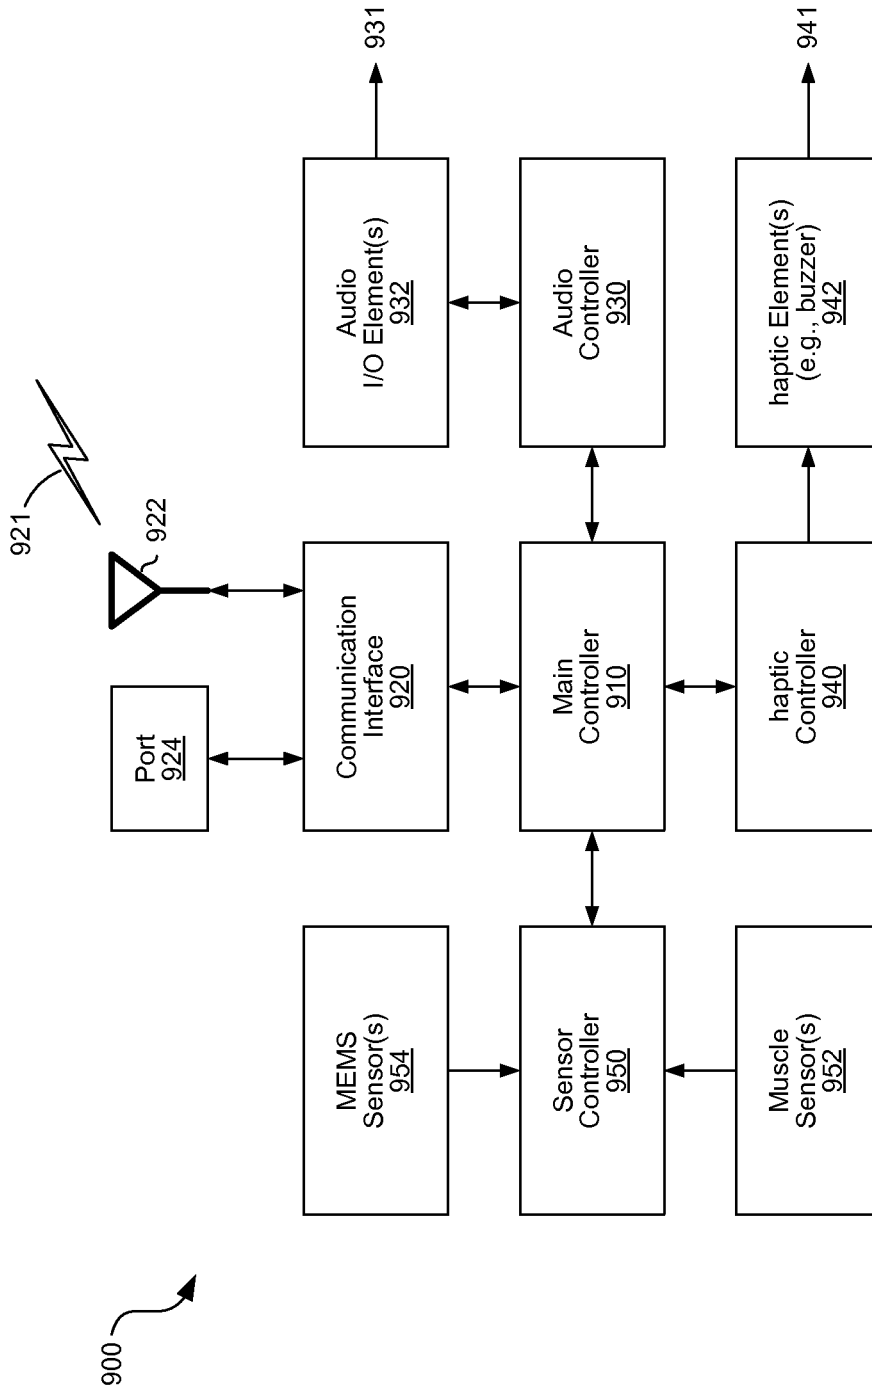 900
921
922
Port
924
MEMS
Sensor(s)
954
Communication
Interface
920
Audio
I/O Element(s)
932
931
Sensor
Controller
950
Main
Controller
910
Audio
Controller
930
Muscle
Sensor(s)
952
haptic
Controller
940
haptic Element(s)
(e.g., buzzer)
942
941